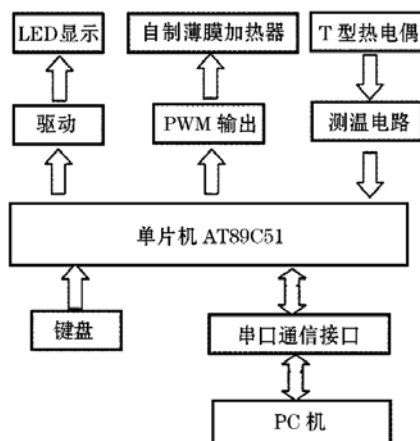 LED显示
自制薄膜加热器
T 型热电偶
驱动
PWM 输出
测温电路
单片机 AT89C51
键盘
串口通信接口
PC 机